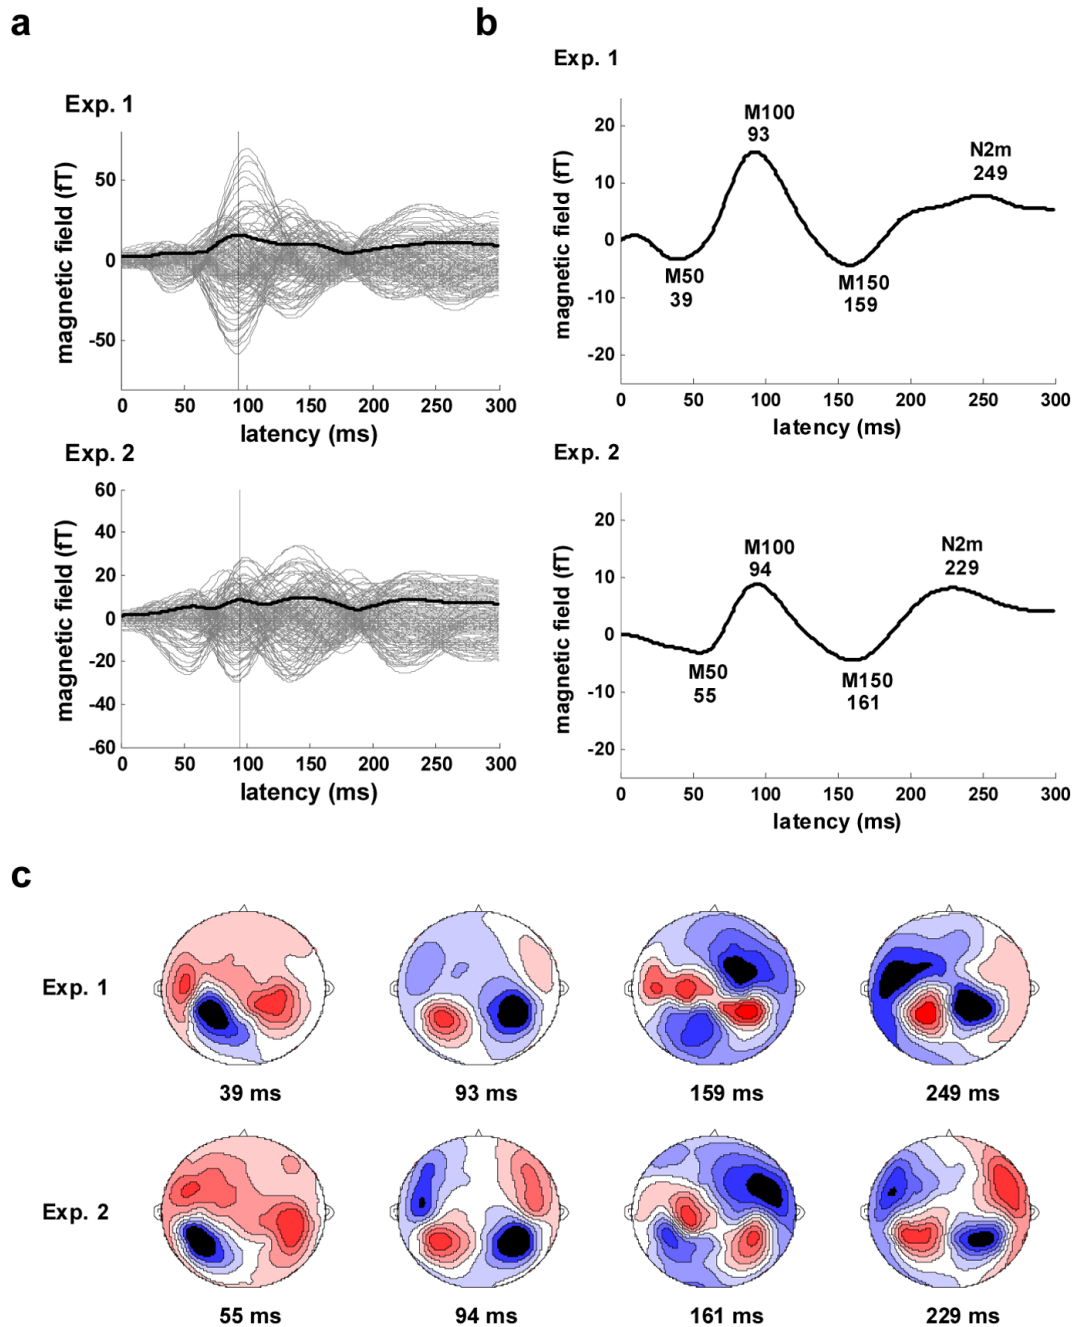 a
b
Exp. 1
Exp. 1
magnetic field (fT)
50
0
-50
0 50 100 150 200 250 300
latency (ms)
magnetic field (fT)
20
10
0
-10
-20
M100
93
N2m
249
M50
39
M150
159
0 50 100 150 200 250 300
latency (ms)
Exp. 2
Exp. 2
magnetic field (fT)
60
40
20
0
-20
-40
-60
0 50 100 150 200 250 300
latency (ms)
magnetic field (fT)
20
10
0
-10
-20
M100
94
N2m
229
M50
55
M150
161
0 50 100 150 200 250 300
latency (ms)
c
Exp. 1
39 ms 93 ms 159 ms 249 ms
Exp. 2
55 ms 94 ms 161 ms 229 ms